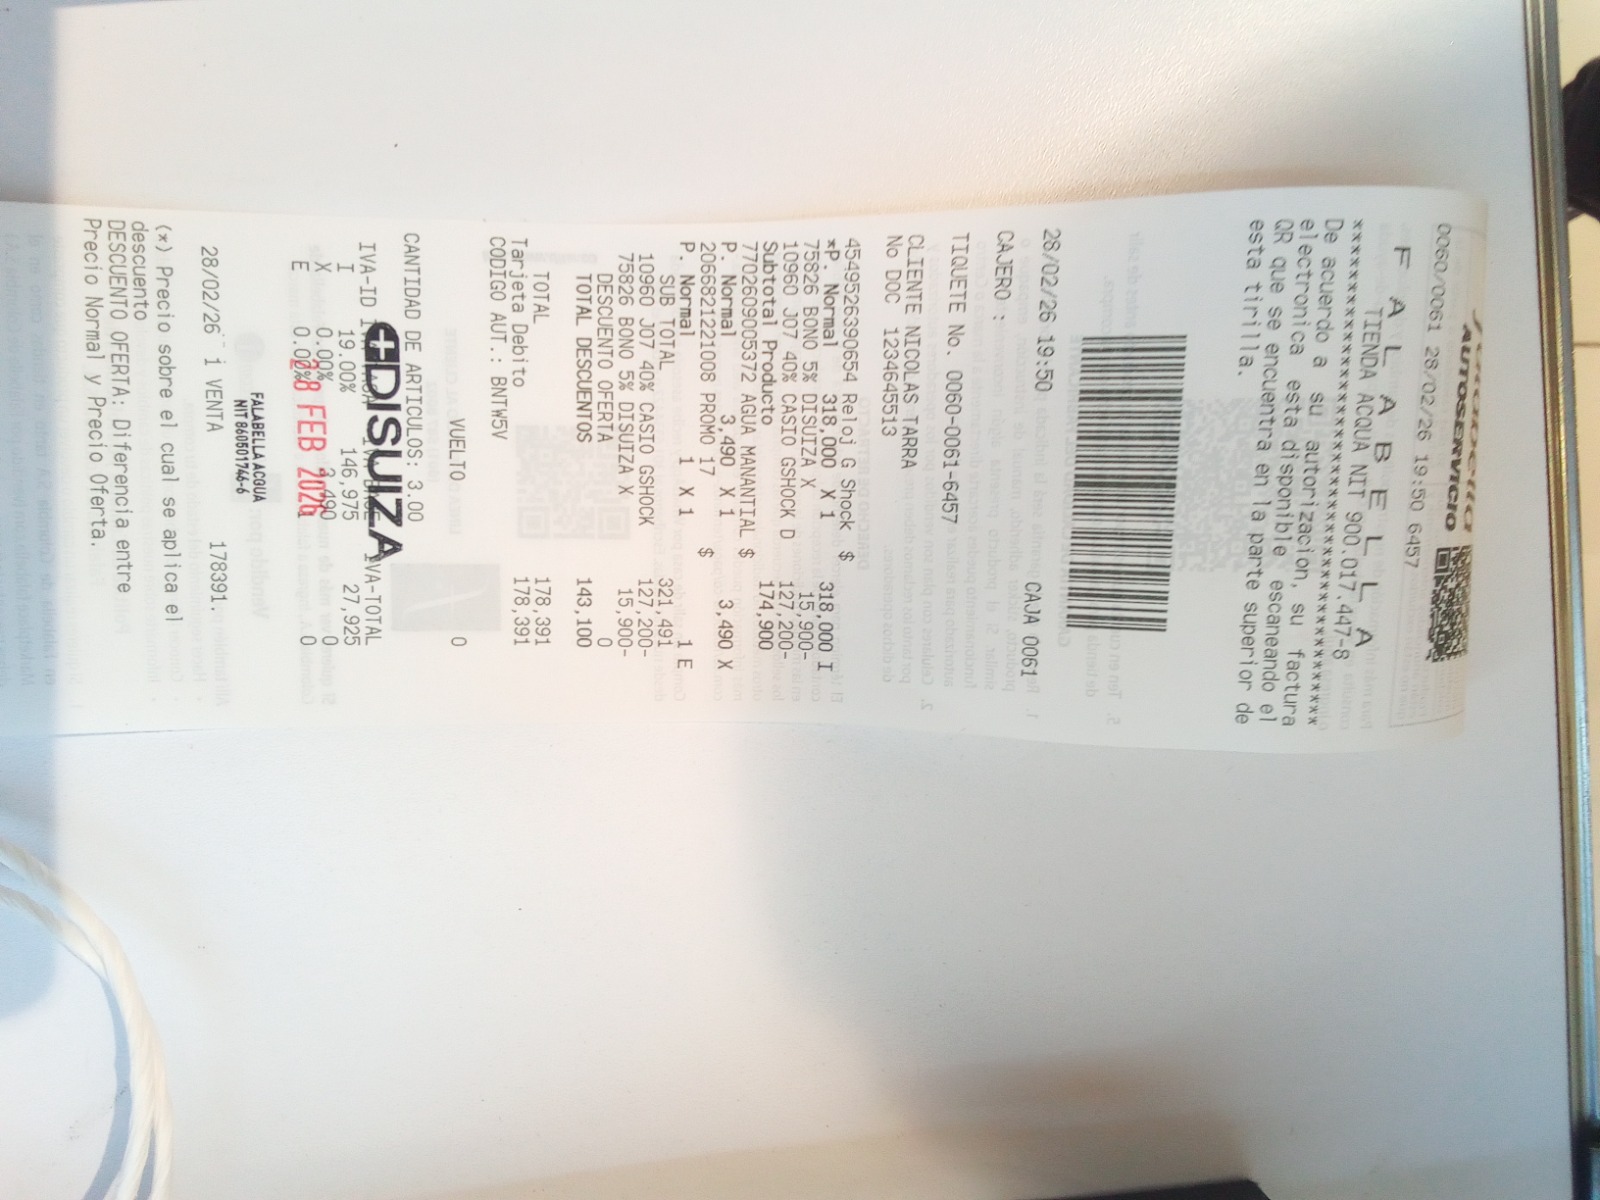 AUTOSERVICIO
0060/0061 28/02/26 19:50 6457
F A L A B E L L A
TIENDA ACQUA NIT 900.017.447-8
De acuerdo a su autorizacion, su factura
electronica esta disponible escaneando el
QR que se encuentra en la parte superior de
esta tirilla.
28/02/26 19:50 CAJA 0061
CAJERO :
TIQUETE No. 0060-0061-6457
CLIENTE NICOLAS TARRA
No DOC 1234645513
4549526390654 Reloj G Shock $ 318,000 I
*P. Normal 318,000 X 1
75826 BONO 5% DISUIZA X 15,900-
10960 J07 40% CASIO GSHOCK D 127,200-
Subtotal Producto 174,900
7702609005372 AGUA MANANTIAL $ 3,490 X
P. Normal 3,490 X 1
2066821221008 PROMO 17 $ 1 E
P. Normal 1 X 1
SUB TOTAL 321,491
10960 J07 40% CASIO GSHOCK 127,200-
75826 BONO 5% DISUIZA X 15,900-
DESCUENTO OFERTA 0
TOTAL DESCUENTOS 143,100
TOTAL 178,391
Tarjeta Debito 178,391
CODIGO AUT.: BNTW5V
VUELTO 0
CANTIDAD DE ARTICULOS: 3.00
DISUIZA
IVA-ID IVA-TOTAL
I 19.00% 146,975 27,925
X 0.00% 3,490 0
E 0.00% 0
28 FEB 2026
FALABELLA ACQUA
NIT 860501746-6
28/02/26 i VENTA 178391.
(*) Precio sobre el cual se aplica el
descuento
DESCUENTO OFERTA: Diferencia entre
Precio Normal y Precio Oferta.